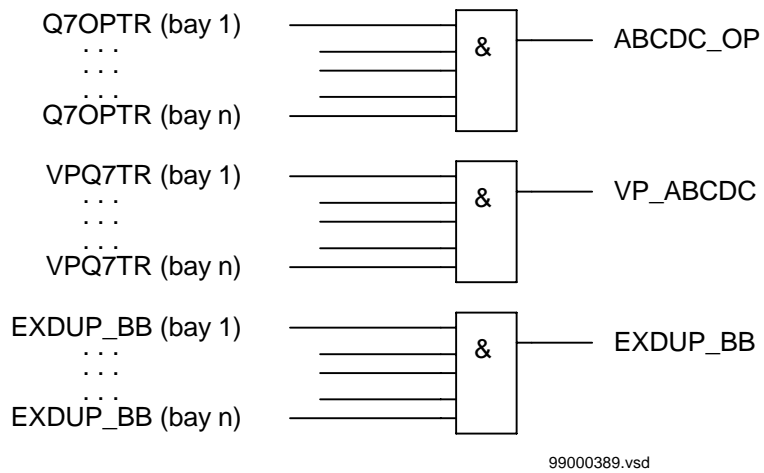 Q7OPTR (bay 1)
. . .
. . .
. . .
Q7OPTR (bay n)
&
ABCDC_OP
VPQ7TR (bay 1)
. . .
. . .
. . .
VPQ7TR (bay n)
&
VP_ABCDC
EXDUP_BB (bay 1)
. . .
. . .
. . .
EXDUP_BB (bay n)
&
EXDUP_BB
99000389.vsd